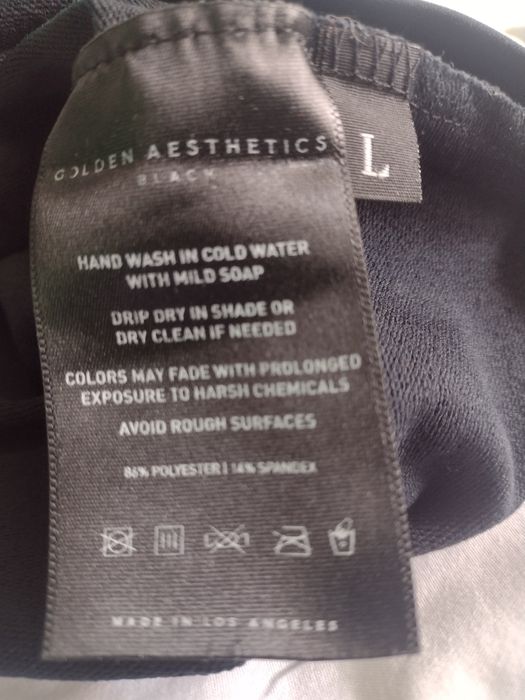 GOLDEN AESTHETICS
BLACK
L
HAND WASH IN COLD WATER
WITH MILD SOAP
DRIP DRY IN SHADE OR
DRY CLEAN IF NEEDED
COLORS MAY FADE WITH PROLONGED
EXPOSURE TO HARSH CHEMICALS
AVOID ROUGH SURFACES
86% POLYESTER | 14% SPANDEX
MADE IN LOS ANGELES